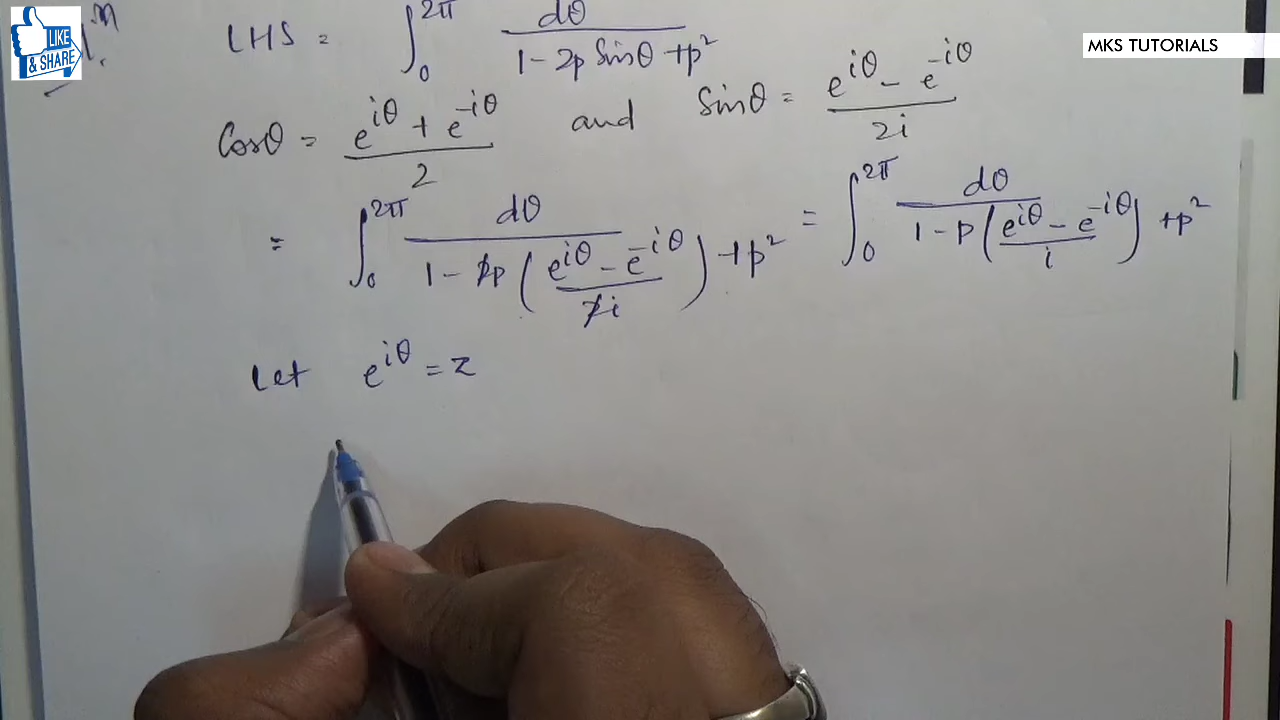 LIKE & SHARE
MKS TUTORIALS
LHS = ∫₀^{2π} dθ / (1 - 2p Sinθ + p²)
Cosθ = (e^{iθ} + e^{-iθ}) / 2 and Sinθ = (e^{iθ} - e^{-iθ}) / 2i
= ∫₀^{2π} dθ / (1 - 2p ((e^{iθ} - e^{-iθ}) / 2i) + p²) = ∫₀^{2π} dθ / (1 - p ((e^{iθ} - e^{-iθ}) / i) + p²)
Let e^{iθ} = z